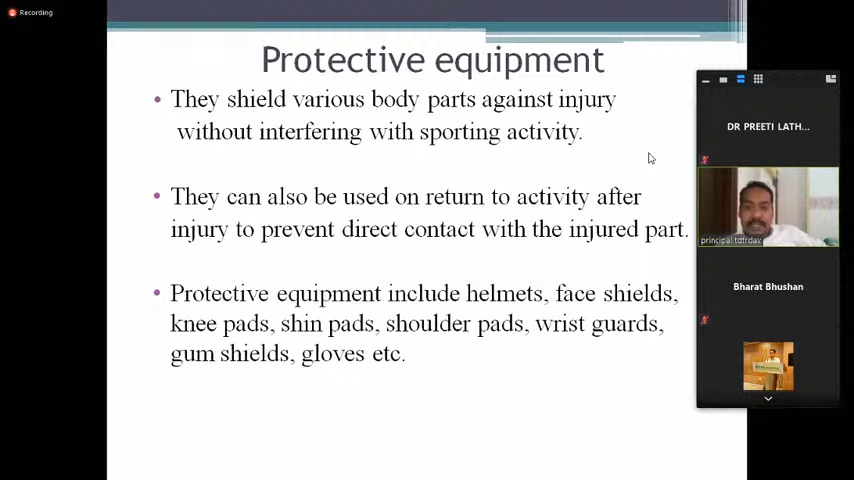 Recording
Protective equipment
• They shield various body parts against injury
without interfering with sporting activity.
• They can also be used on return to activity after
injury to prevent direct contact with the injured part.
• Protective equipment include helmets, face shields,
knee pads, shin pads, shoulder pads, wrist guards,
gum shields, gloves etc.
DR PREETI LATH...
principal tdtrdav
Bharat Bhushan